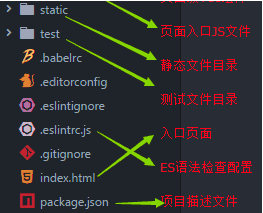 static
页面入口JS文件
test
静态文件目录
.babelrc
.editorconfig
测试文件目录
.eslintignore
.eslintrc.js
入口页面
.gitignore
ES语法检查配置
index.html
package.json
项目描述文件